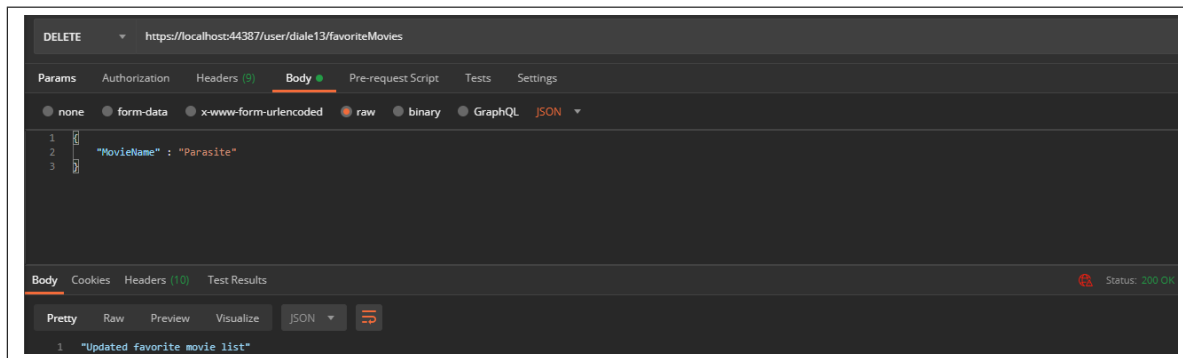 DELETE https://localhost:44387/user/diale13/favoriteMovies
Params Authorization Headers (9) Body Pre-request Script Tests Settings
none form-data x-www-form-urlencoded raw binary GraphQL JSON
1 {
2 "MovieName" : "Parasite"
3 }
Body Cookies Headers (10) Test Results Status: 200 OK
Pretty Raw Preview Visualize JSON
1 "Updated favorite movie list"